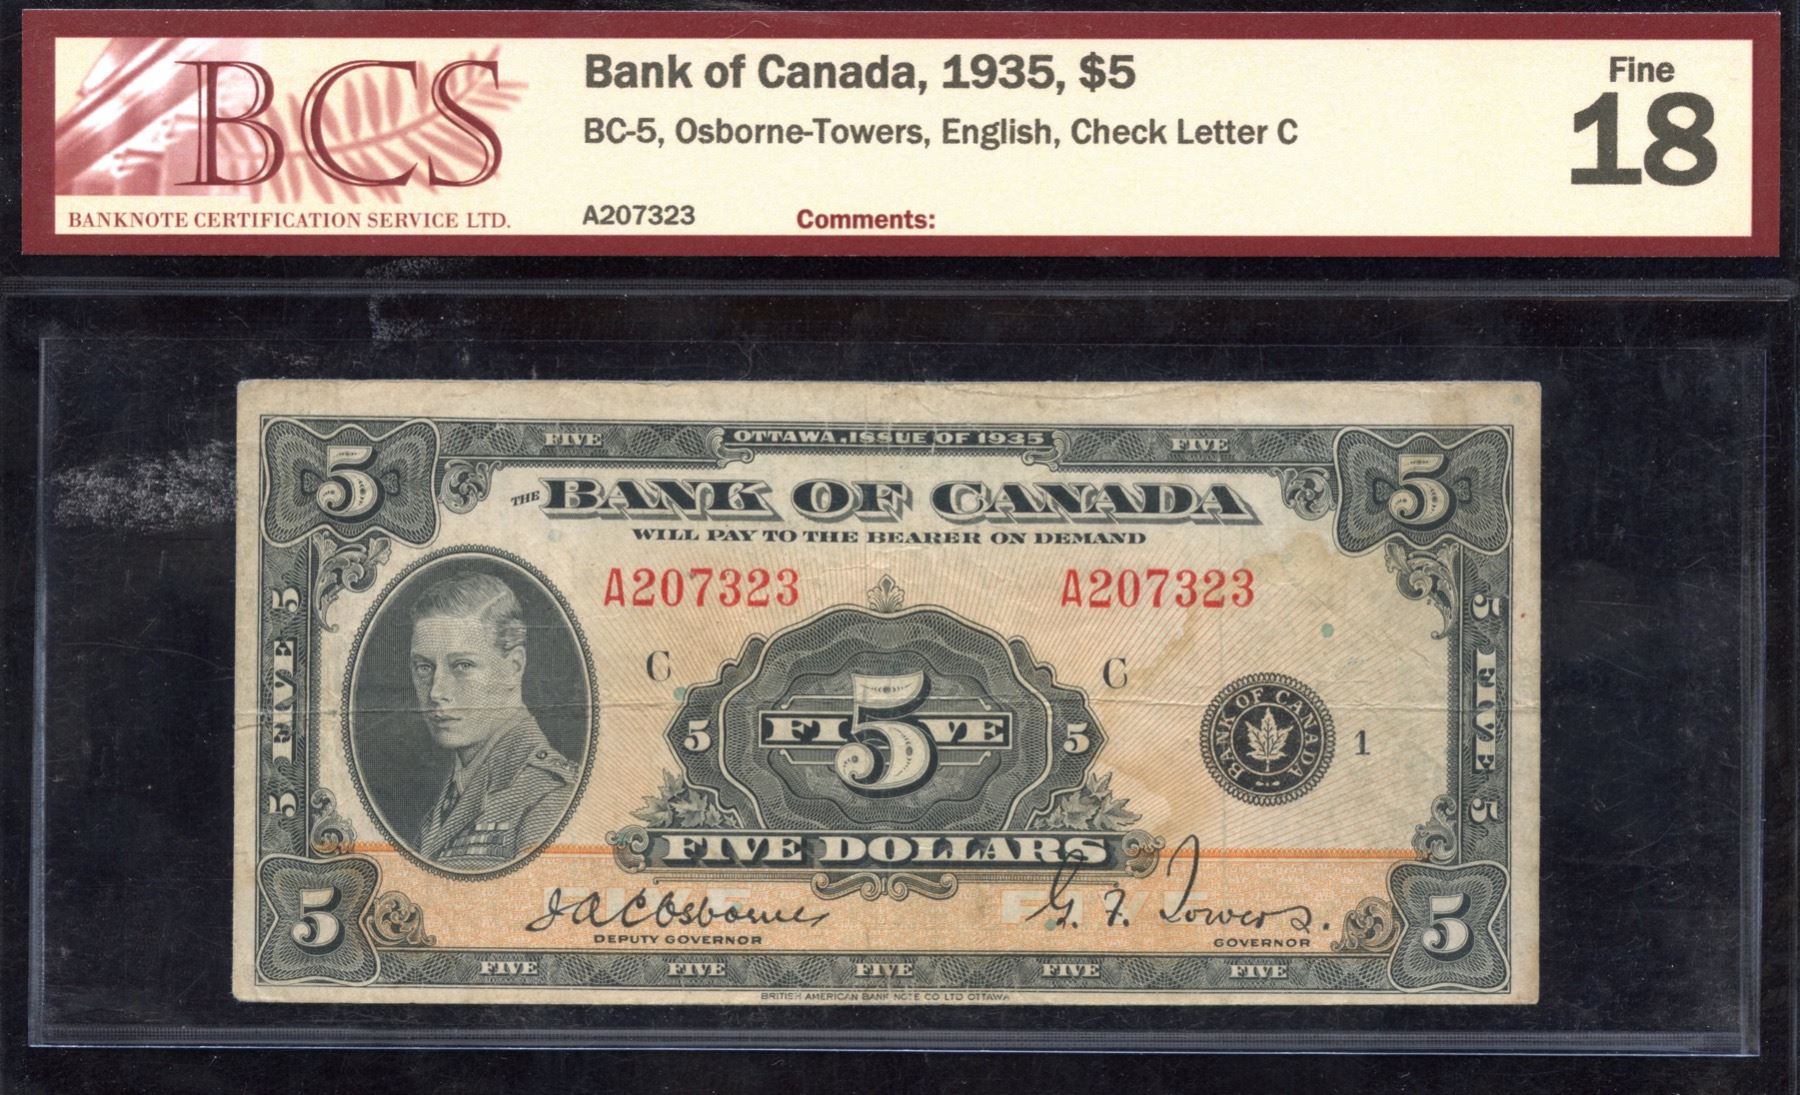 BCS
BANKNOTE CERTIFICATION SERVICE LTD.
Bank of Canada, 1935, $5
BC-5, Osborne-Towers, English, Check Letter C
A207323 Comments:
Fine
18
5 FIVE OTTAWA, ISSUE OF 1935 FIVE 5
THE BANK OF CANADA
WILL PAY TO THE BEARER ON DEMAND
A207323 A207323
C C
5 FIVE 5
5 FIVE 5
5 FIVE 5
5
BANK OF CANADA
1
FIVE DOLLARS
FIVE FIVE
J A C Osborne G. F. Towers.
DEPUTY GOVERNOR GOVERNOR
5 FIVE FIVE FIVE FIVE FIVE 5
BRITISH AMERICAN BANK NOTE CO LTD OTTAWA